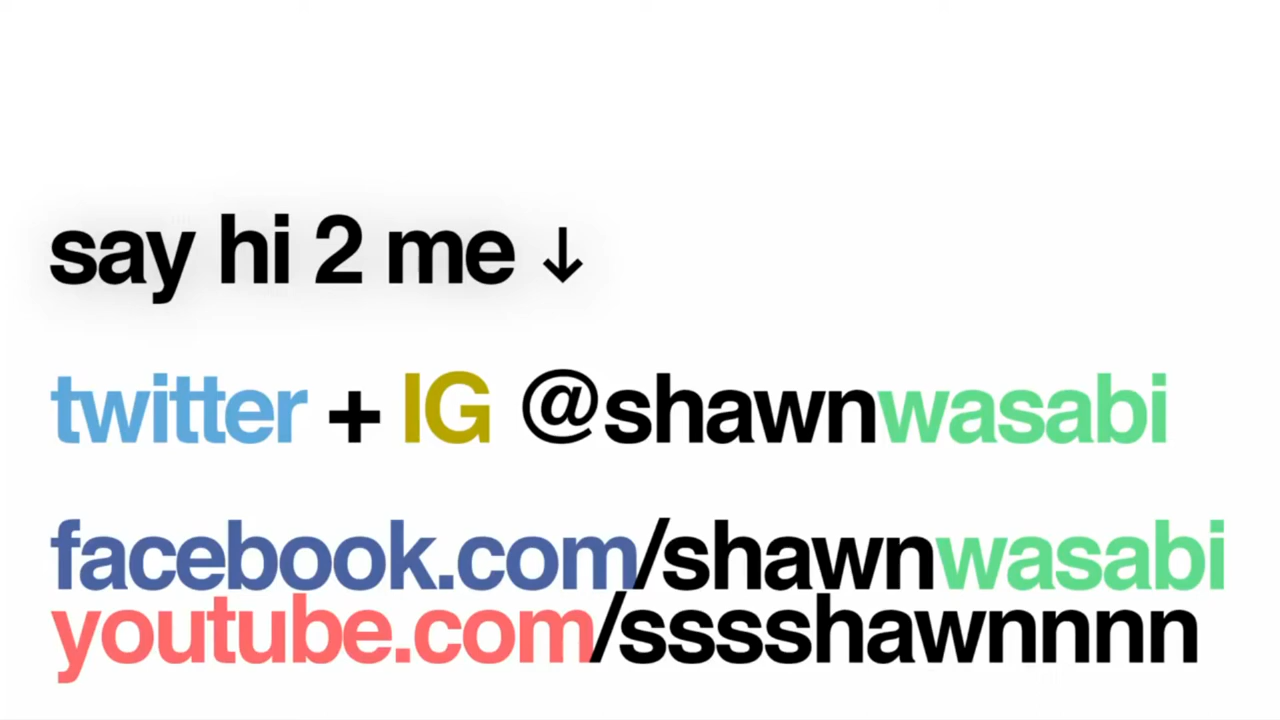 say hi 2 me ↓
twitter + IG @shawnwasabi
facebook.com/shawnwasabi
youtube.com/sssshawnnnn